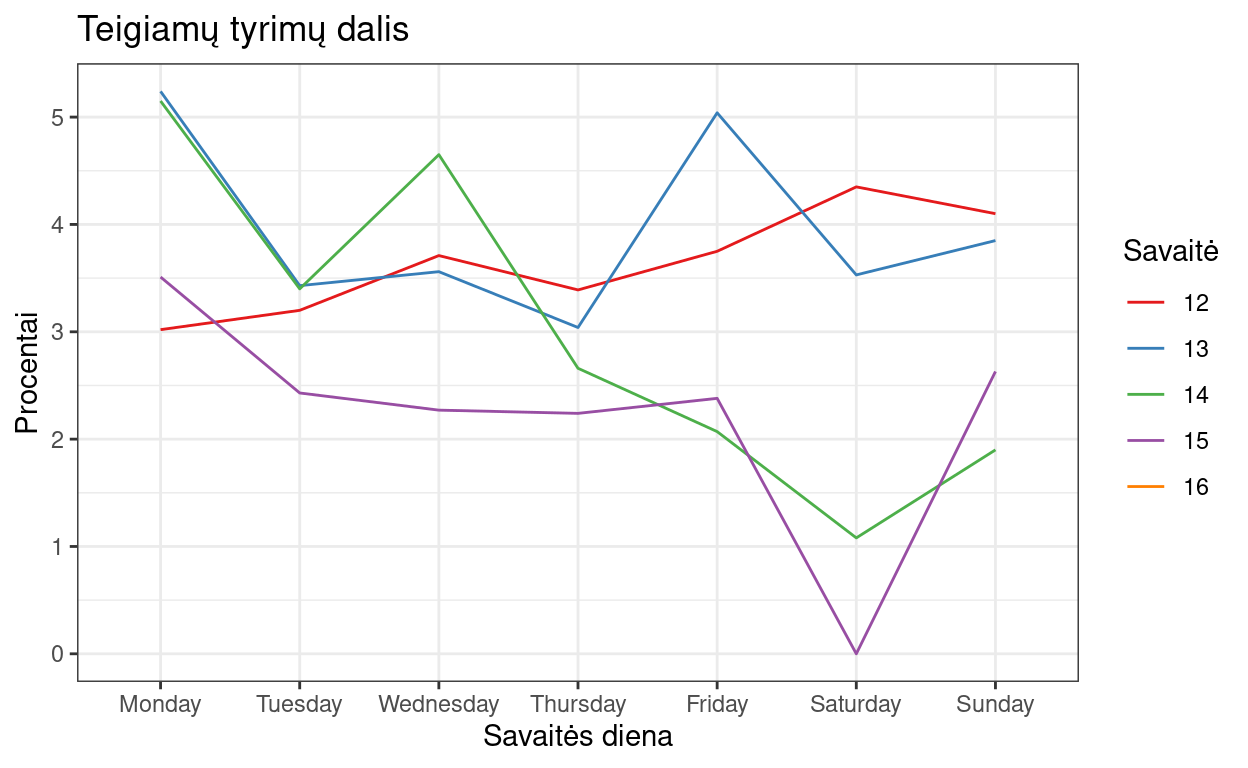 Teigiamų tyrimų dalis
Procentai
5
4
3
2
1
0
Monday Tuesday Wednesday Thursday Friday Saturday Sunday
Savaitės diena
Savaitė
12
13
14
15
16